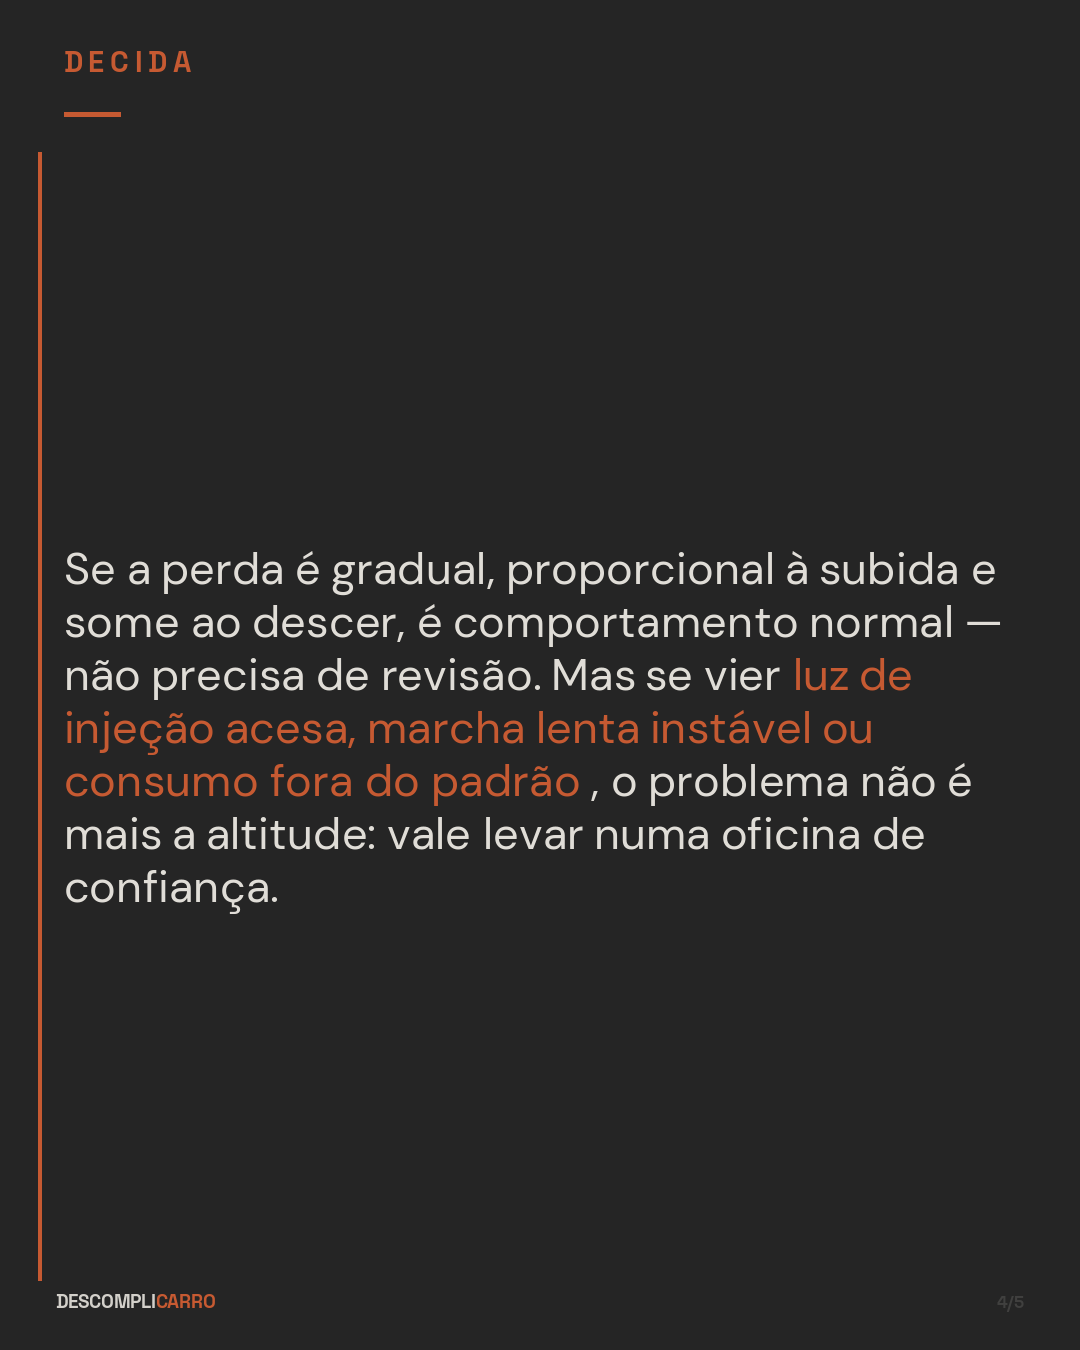 DECIDA
Se a perda é gradual, proporcional à subida e
some ao descer, é comportamento normal —
não precisa de revisão. Mas se vier luz de
injeção acesa, marcha lenta instável ou
consumo fora do padrão , o problema não é
mais a altitude: vale levar numa oficina de
confiança.
DESCOMPLICARRO
4/5